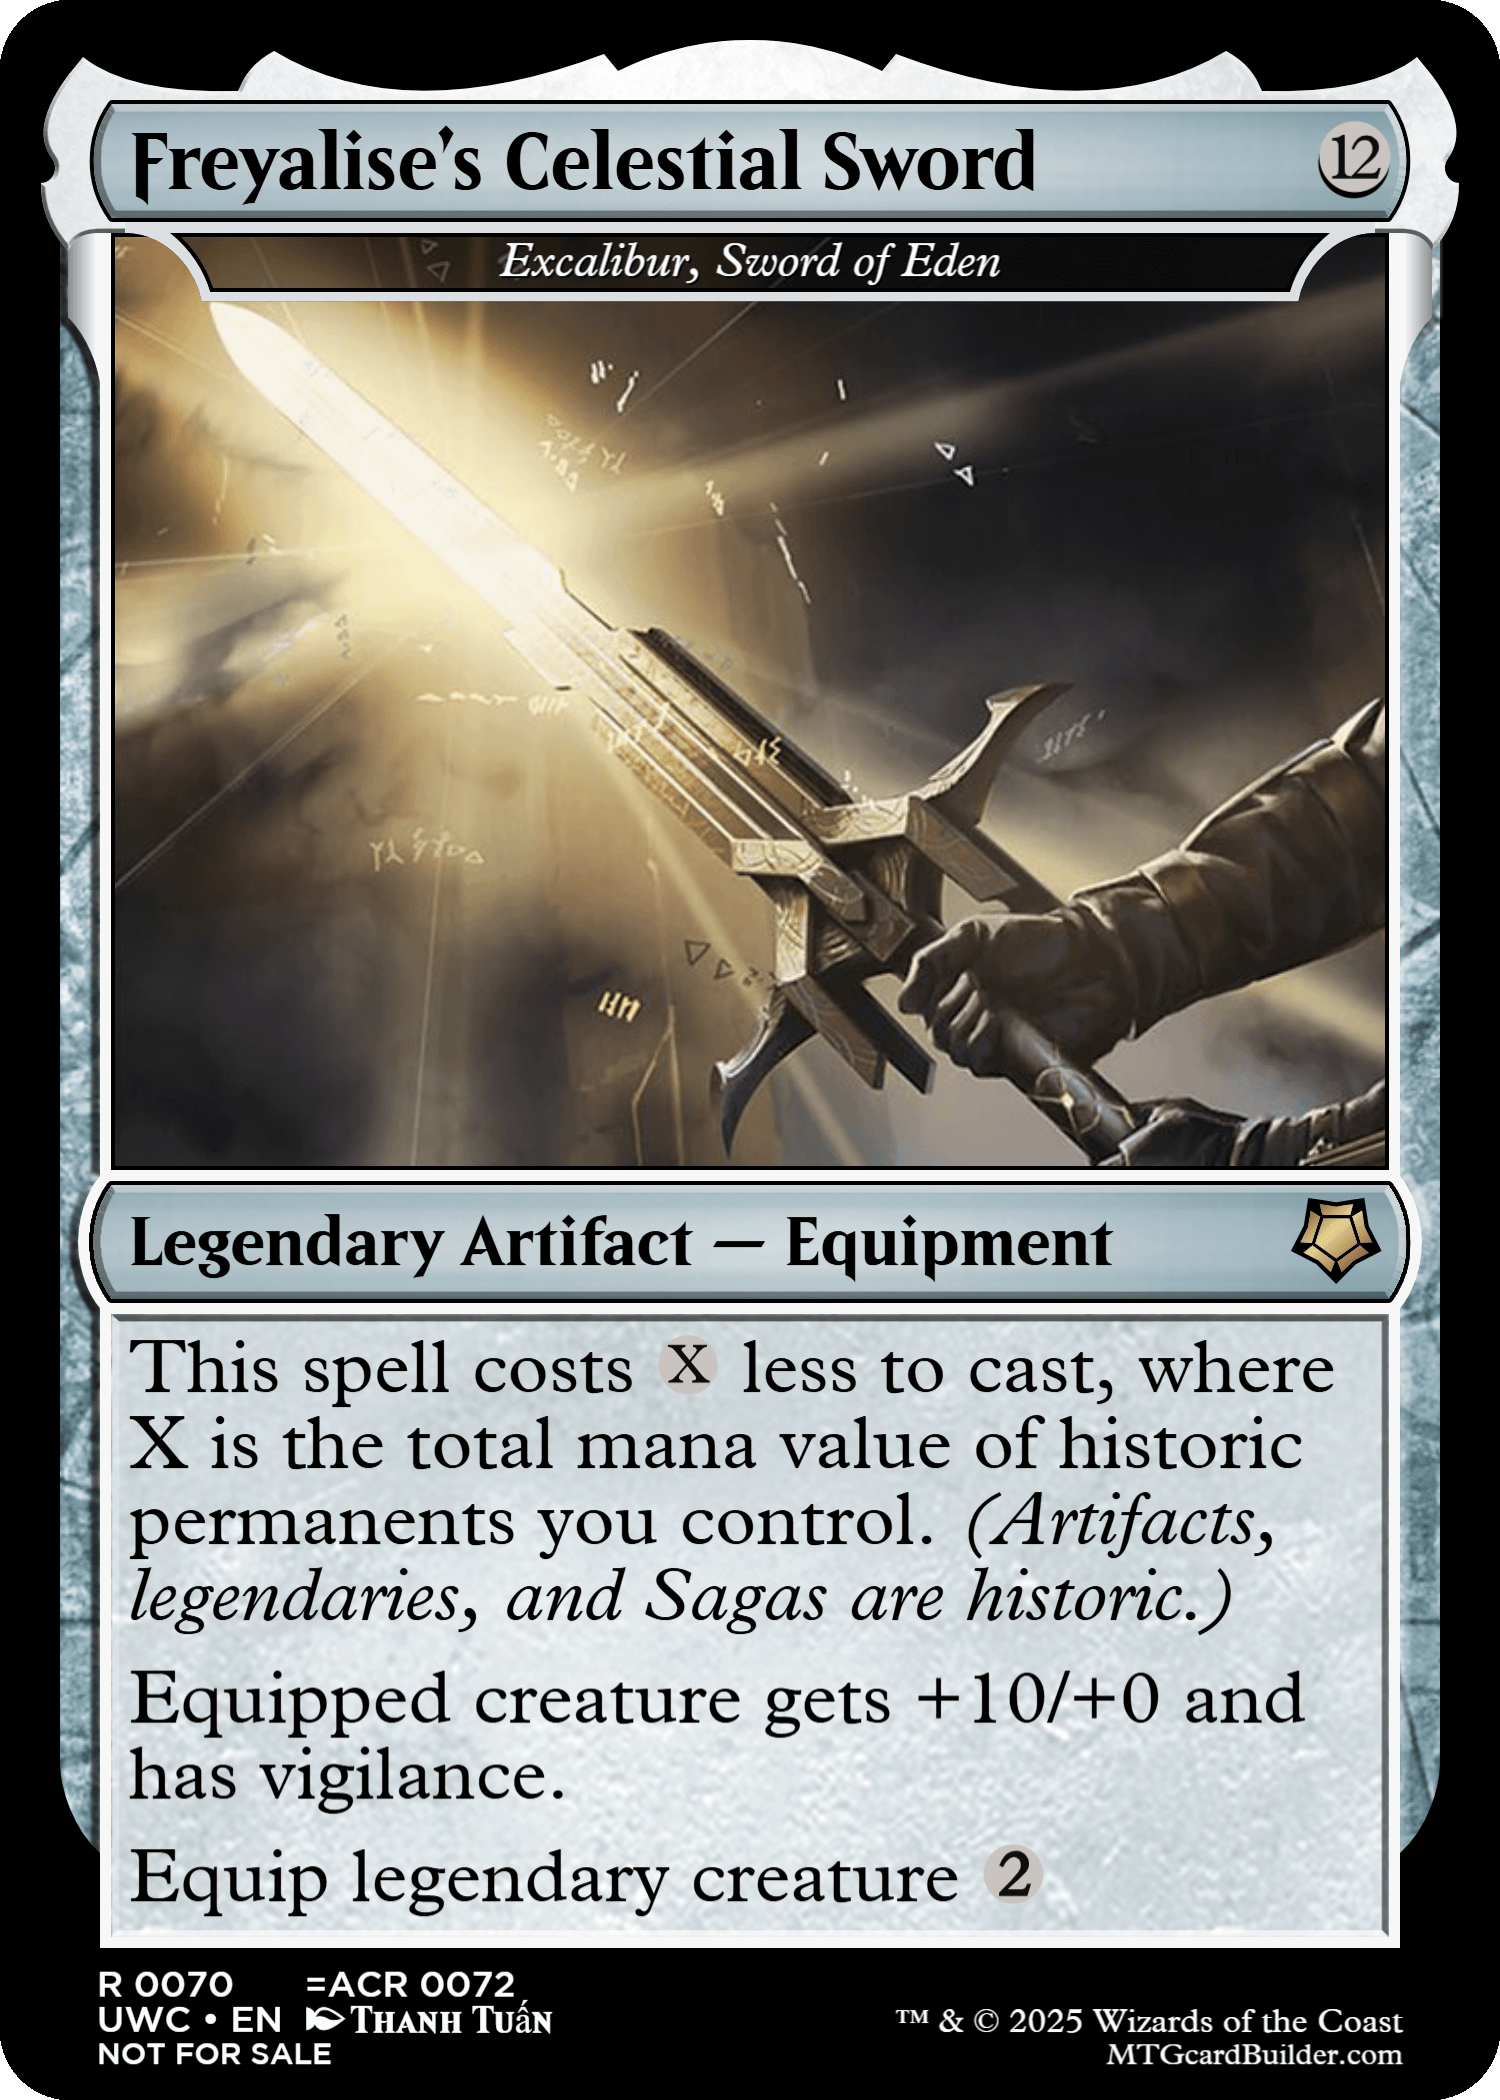 Freyalise's Celestial Sword 12
Excalibur, Sword of Eden
Legendary Artifact — Equipment
This spell costs X less to cast, where
X is the total mana value of historic
permanents you control. (Artifacts,
legendaries, and Sagas are historic.)
Equipped creature gets +10/+0 and
has vigilance.
Equip legendary creature 2
R 0070 =ACR 0072
UWC • EN Thanh Tuấn
NOT FOR SALE
™ & © 2025 Wizards of the Coast
MTGcardBuilder.com